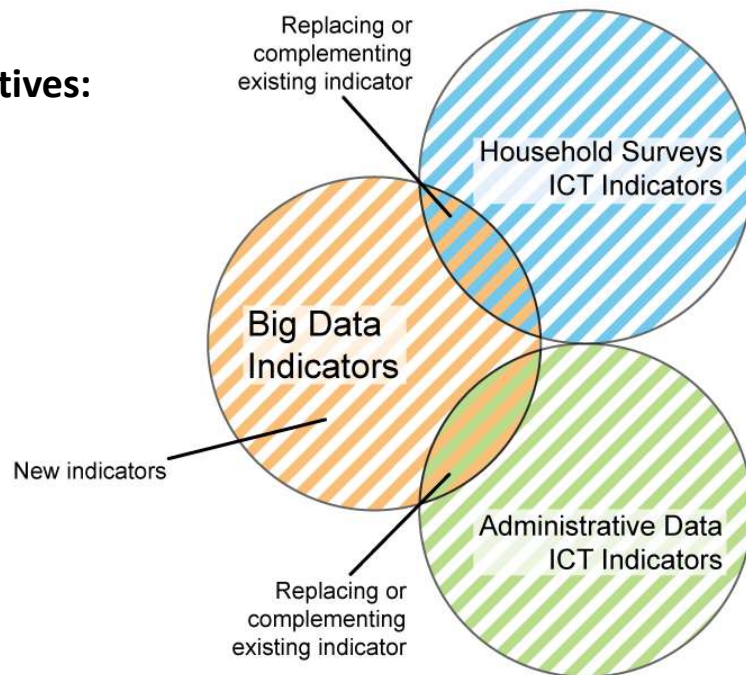 tives:
Replacing or
complementing
existing indicator
Household Surveys
ICT Indicators
Big Data
Indicators
New indicators
Administrative Data
ICT Indicators
Replacing or
complementing
existing indicator